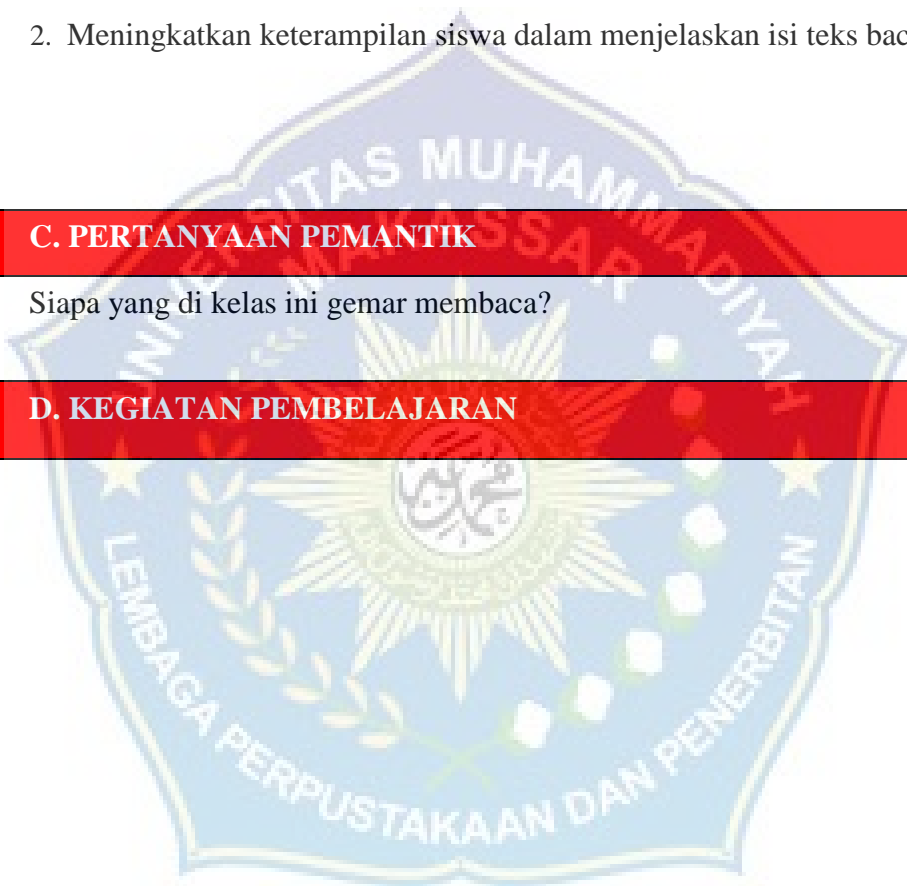 2. Meningkatkan keterampilan siswa dalam menjelaskan isi teks bac
UNIVERSITAS MUHAMMADIYAH
MAKASSAR
C. PERTANYAAN PEMANTIK
Siapa yang di kelas ini gemar membaca?
D. KEGIATAN PEMBELAJARAN
LEMBAGA PERPUSTAKAAN DAN PENERBITAN